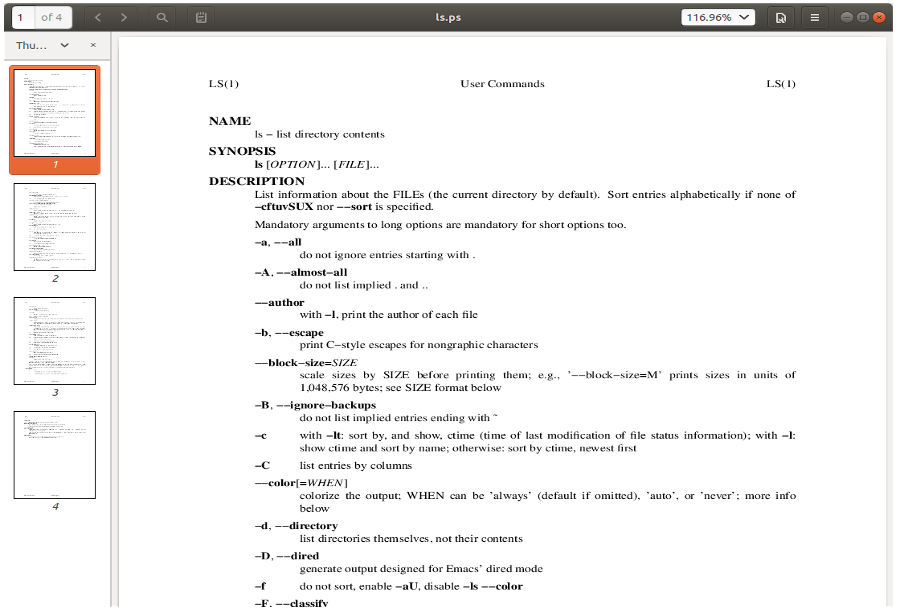 1 of 4
ls.ps
116.96%
Thu...
1
2
3
4
LS(1) User Commands LS(1)
NAME
ls − list directory contents
SYNOPSIS
ls [OPTION]... [FILE]...
DESCRIPTION
List information about the FILEs (the current directory by default). Sort entries alphabetically if none of
−cftuvSUX nor −−sort is specified.
Mandatory arguments to long options are mandatory for short options too.
−a, −−all
do not ignore entries starting with .
−A, −−almost−all
do not list implied . and ..
−−author
with −l, print the author of each file
−b, −−escape
print C−style escapes for nongraphic characters
−−block−size=SIZE
scale sizes by SIZE before printing them; e.g., '−−block−size=M' prints sizes in units of
1,048,576 bytes; see SIZE format below
−B, −−ignore−backups
do not list implied entries ending with ~
−c with −lt: sort by, and show, ctime (time of last modification of file status information); with −l:
show ctime and sort by name; otherwise: sort by ctime, newest first
−C list entries by columns
−−color[=WHEN]
colorize the output; WHEN can be 'always' (default if omitted), 'auto', or 'never'; more info
below
−d, −−directory
list directories themselves, not their contents
−D, −−dired
generate output designed for Emacs' dired mode
−f do not sort, enable −aU, disable −ls −−color
−F, −−classify